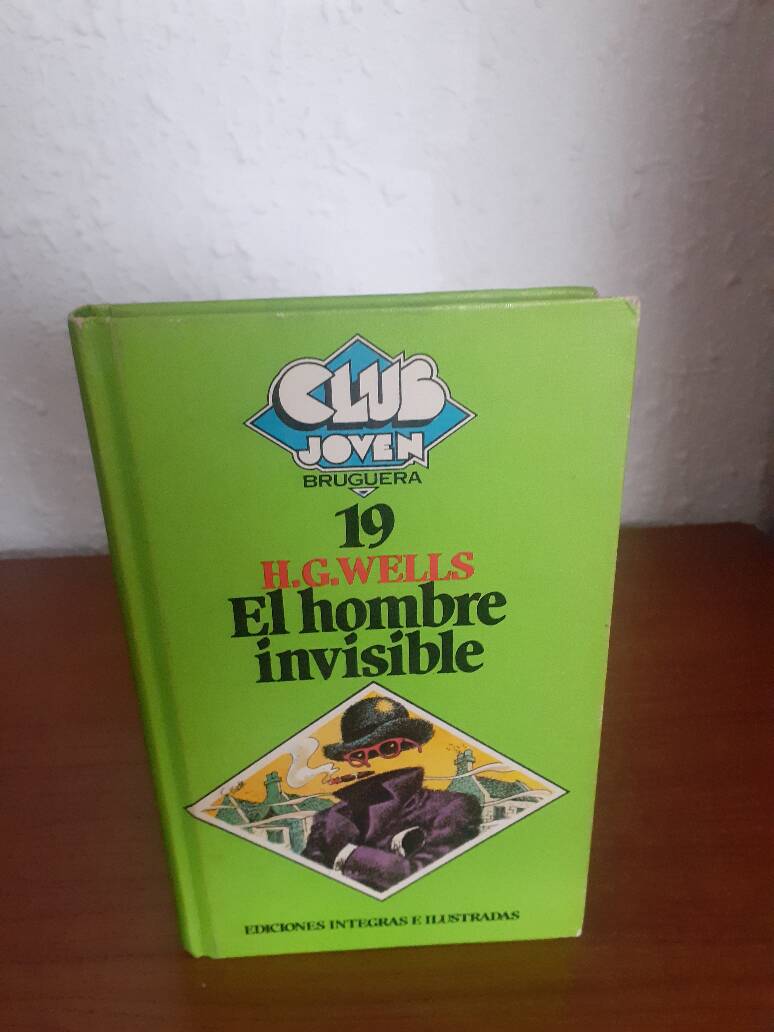 CLUB
JOVEN
BRUGUERA
19
H.G.WELLS
El hombre
invisible
EDICIONES INTEGRAS E ILUSTRADAS